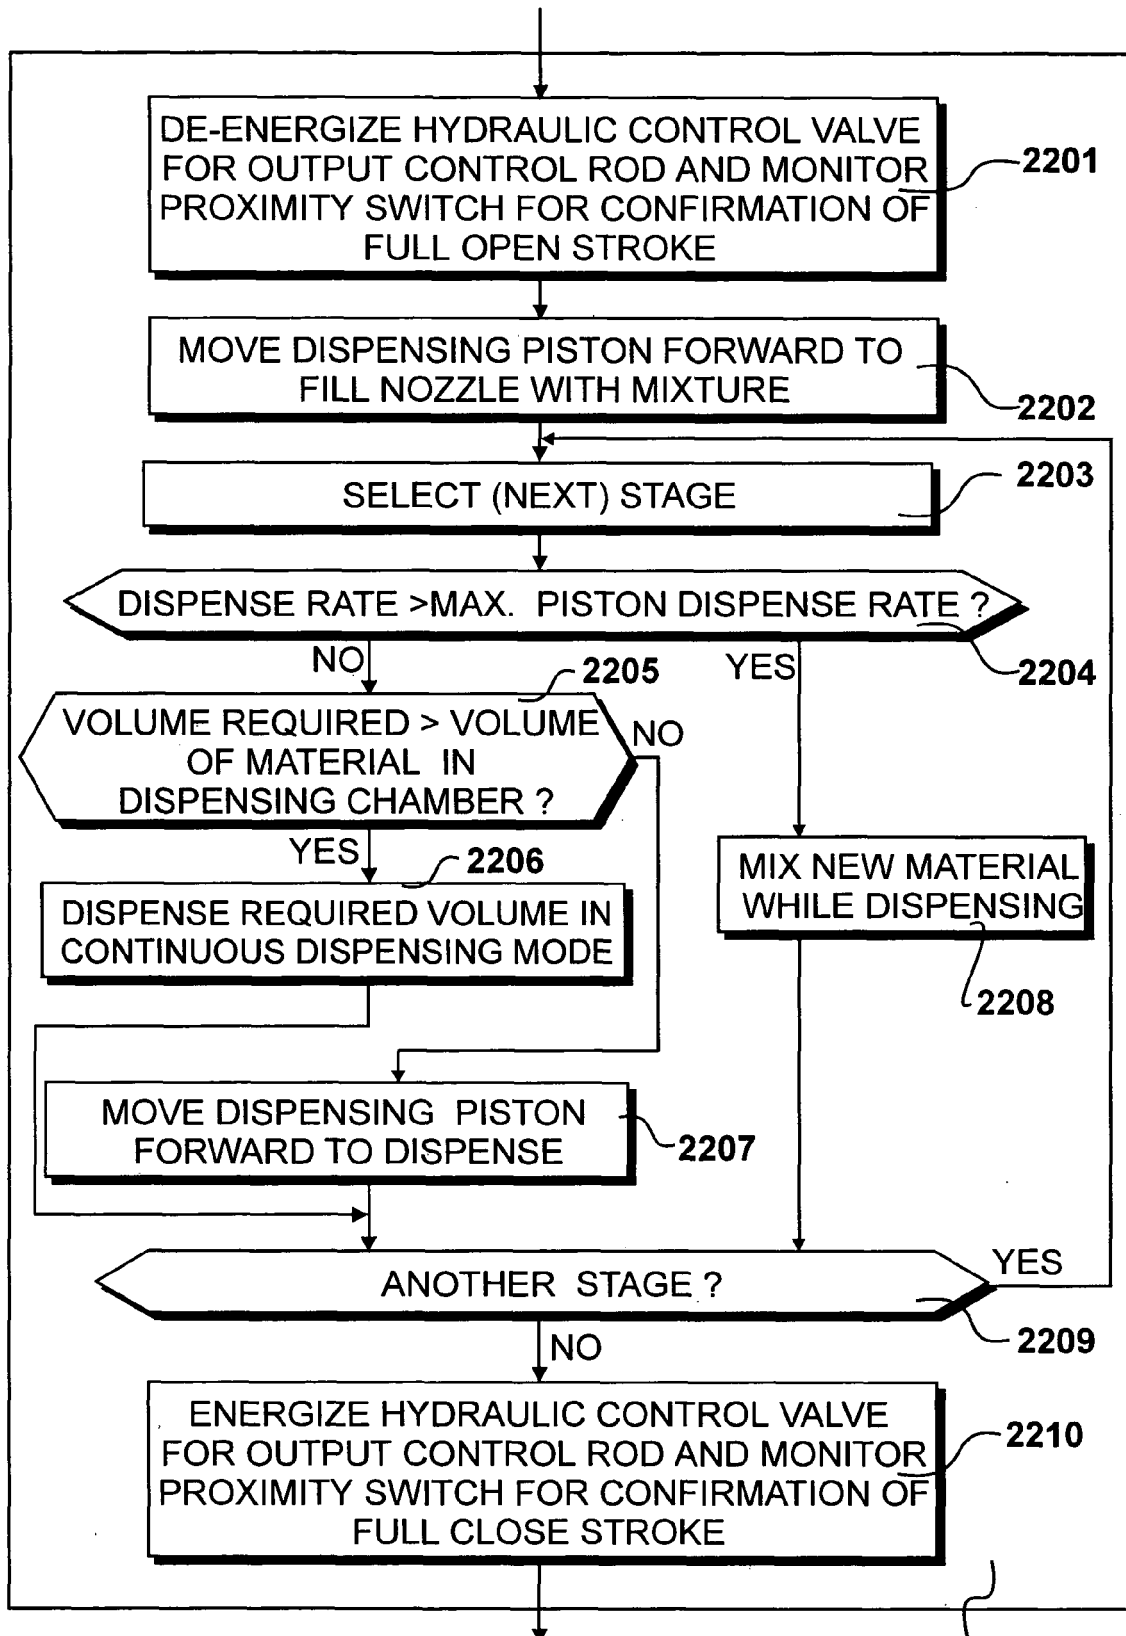 DE-ENERGIZE HYDRAULIC CONTROL VALVE
FOR OUTPUT CONTROL ROD AND MONITOR
PROXIMITY SWITCH FOR CONFIRMATION OF
FULL OPEN STROKE
2201
MOVE DISPENSING PISTON FORWARD TO
FILL NOZZLE WITH MIXTURE
2202
SELECT (NEXT) STAGE
2203
DISPENSE RATE >MAX. PISTON DISPENSE RATE ?
2204
NO
YES
2205
VOLUME REQUIRED > VOLUME
OF MATERIAL IN
DISPENSING CHAMBER ?
NO
YES
2206
DISPENSE REQUIRED VOLUME IN
CONTINUOUS DISPENSING MODE
MIX NEW MATERIAL
WHILE DISPENSING
2208
MOVE DISPENSING PISTON
FORWARD TO DISPENSE
2207
ANOTHER STAGE ?
YES
2209
NO
ENERGIZE HYDRAULIC CONTROL VALVE
FOR OUTPUT CONTROL ROD AND MONITOR
PROXIMITY SWITCH FOR CONFIRMATION OF
FULL CLOSE STROKE
2210